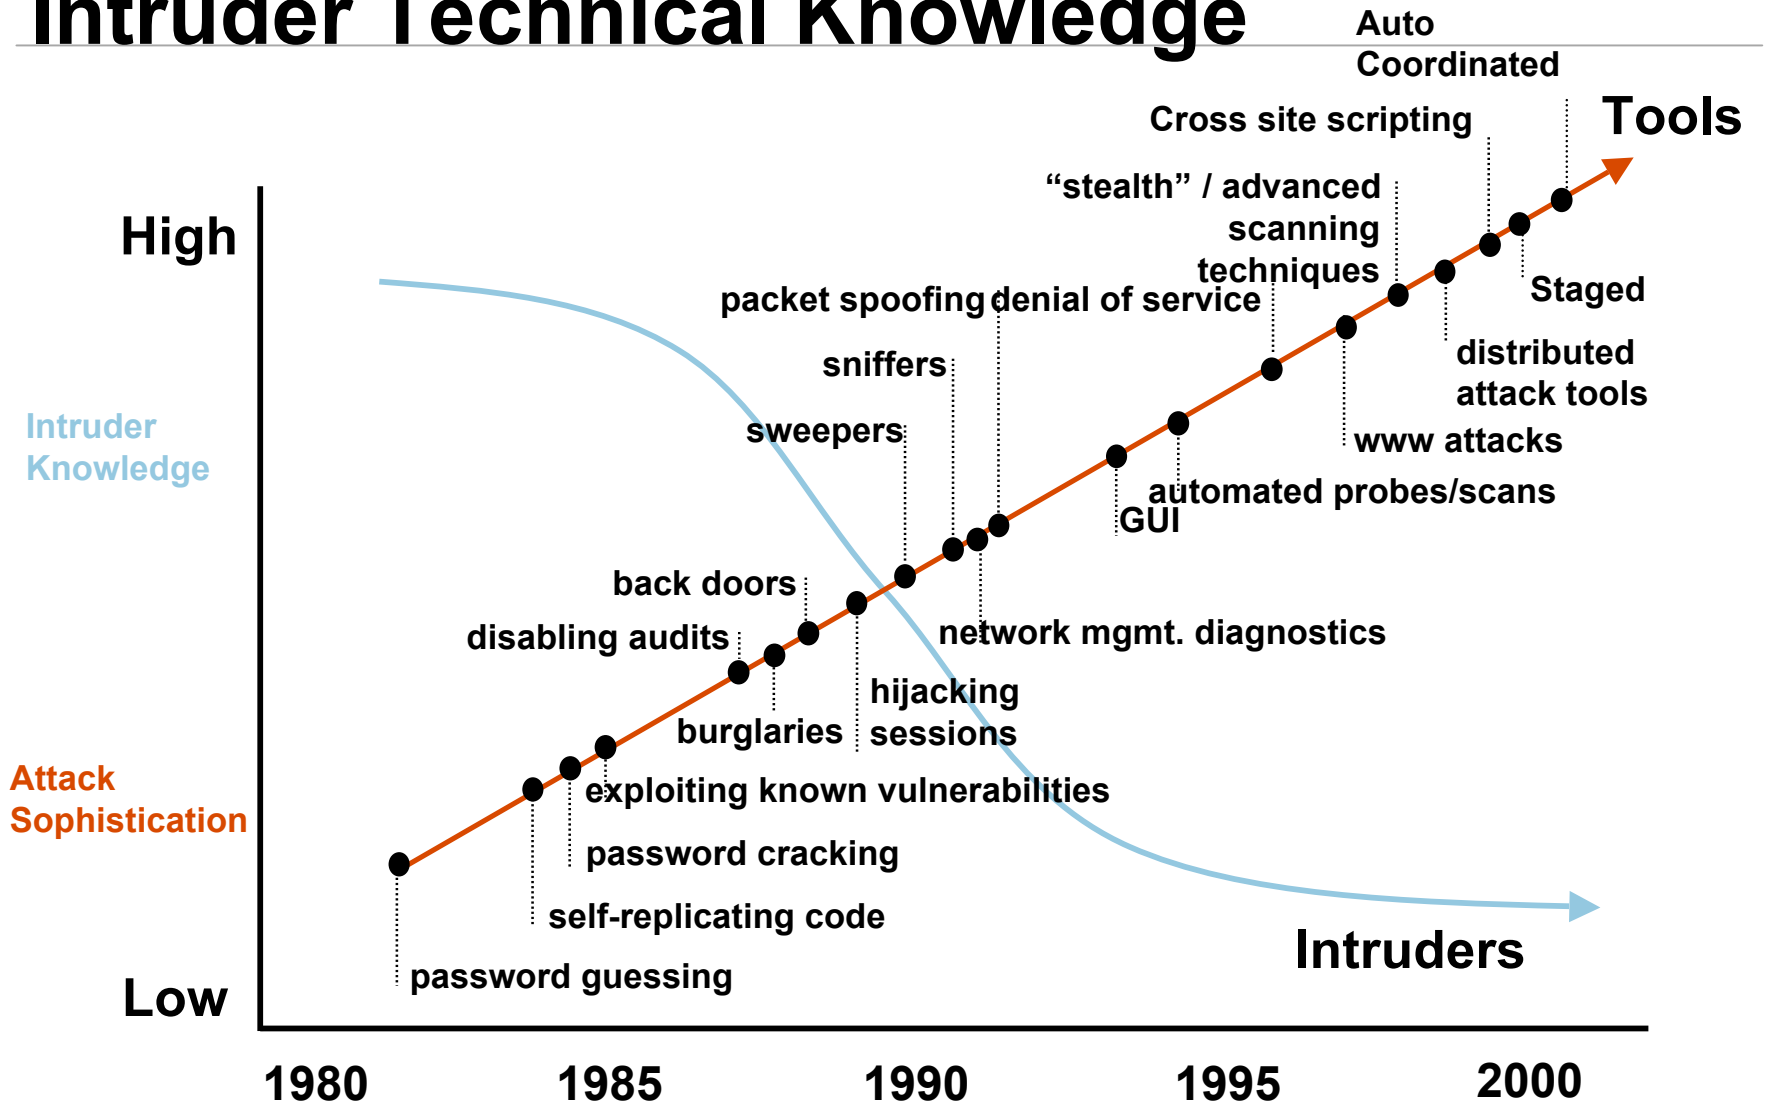 Intruder Technical Knowledge
Auto
Coordinated
Tools
Cross site scripting
“stealth” / advanced
scanning
techniques
High
packet spoofing
denial of service
Staged
sniffers
distributed
attack tools
sweepers
www attacks
Intruder
Knowledge
automated probes/scans
GUI
back doors
disabling audits
network mgmt. diagnostics
hijacking
sessions
burglaries
Attack
Sophistication
exploiting known vulnerabilities
password cracking
self-replicating code
Intruders
password guessing
Low
1980
1985
1990
1995
2000